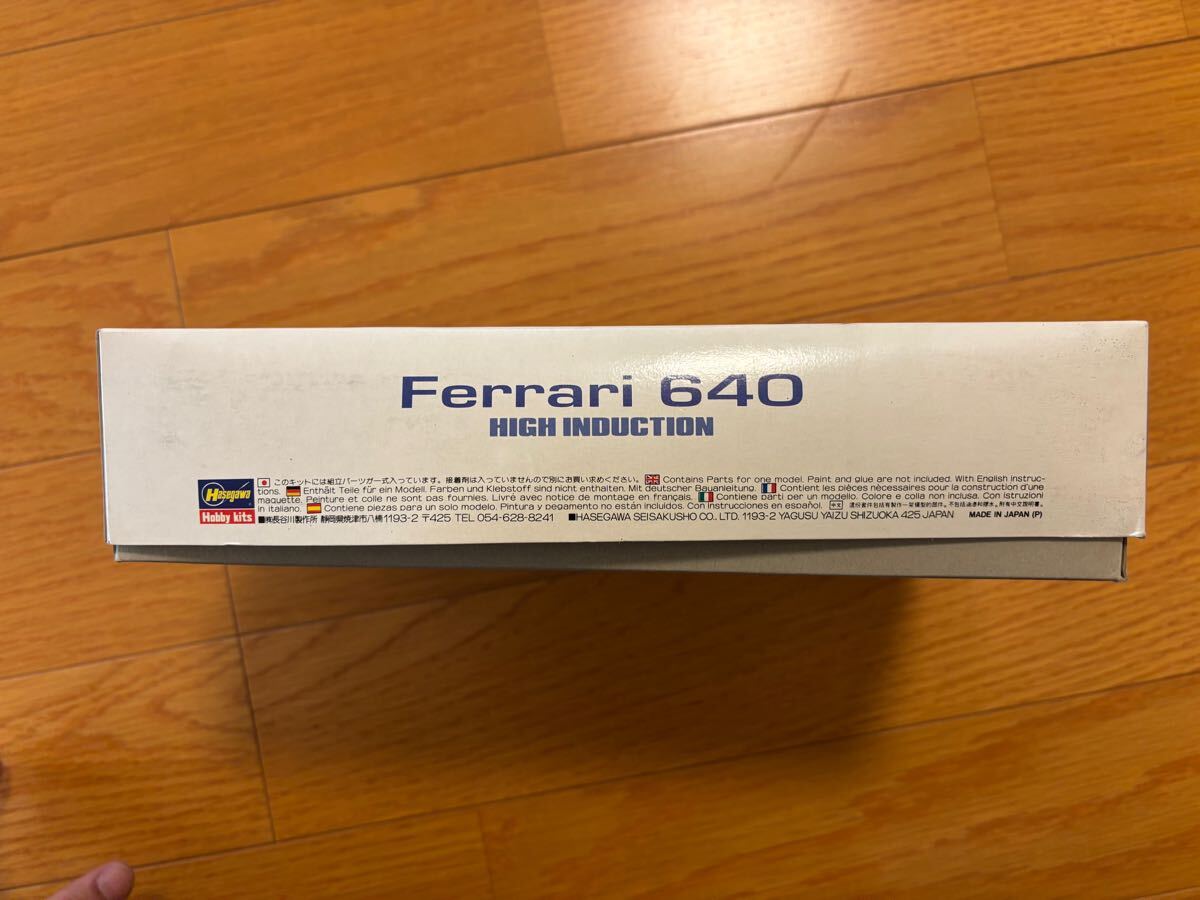 Ferrari 640
HIGH INDUCTION
Hasegawa
Hobby kits
このキットには組立パーツが一式入っています。接着剤は入っていませんので別にお買い求めください。 Contains Parts for one model. Paint and glue are not included. With English instruc-
tions. Enthält Teile für ein Modell. Farben und Klebstoff sind nicht enthalten. Mit deutscher Bauanleitung. Contient les pièces nécessaires pour la construction d'une
maquette. Peinture et colle ne sont pas fournies. Livré avec notice de montage en français. Contiene parti per un modello. Colore e colla non inclusa. Con istruzioni
in italiano. Contiene piezas para un solo modelo. Pintura y pegamento no están incluidos. Con instrucciones en español. 中文
■㈱長谷川製作所 静岡県焼津市八楠1193-2 〒425 TEL 054-628-8241 ■HASEGAWA SEISAKUSHO CO., LTD. 1193-2 YAGUSU YAIZU SHIZUOKA 425 JAPAN MADE IN JAPAN (P)